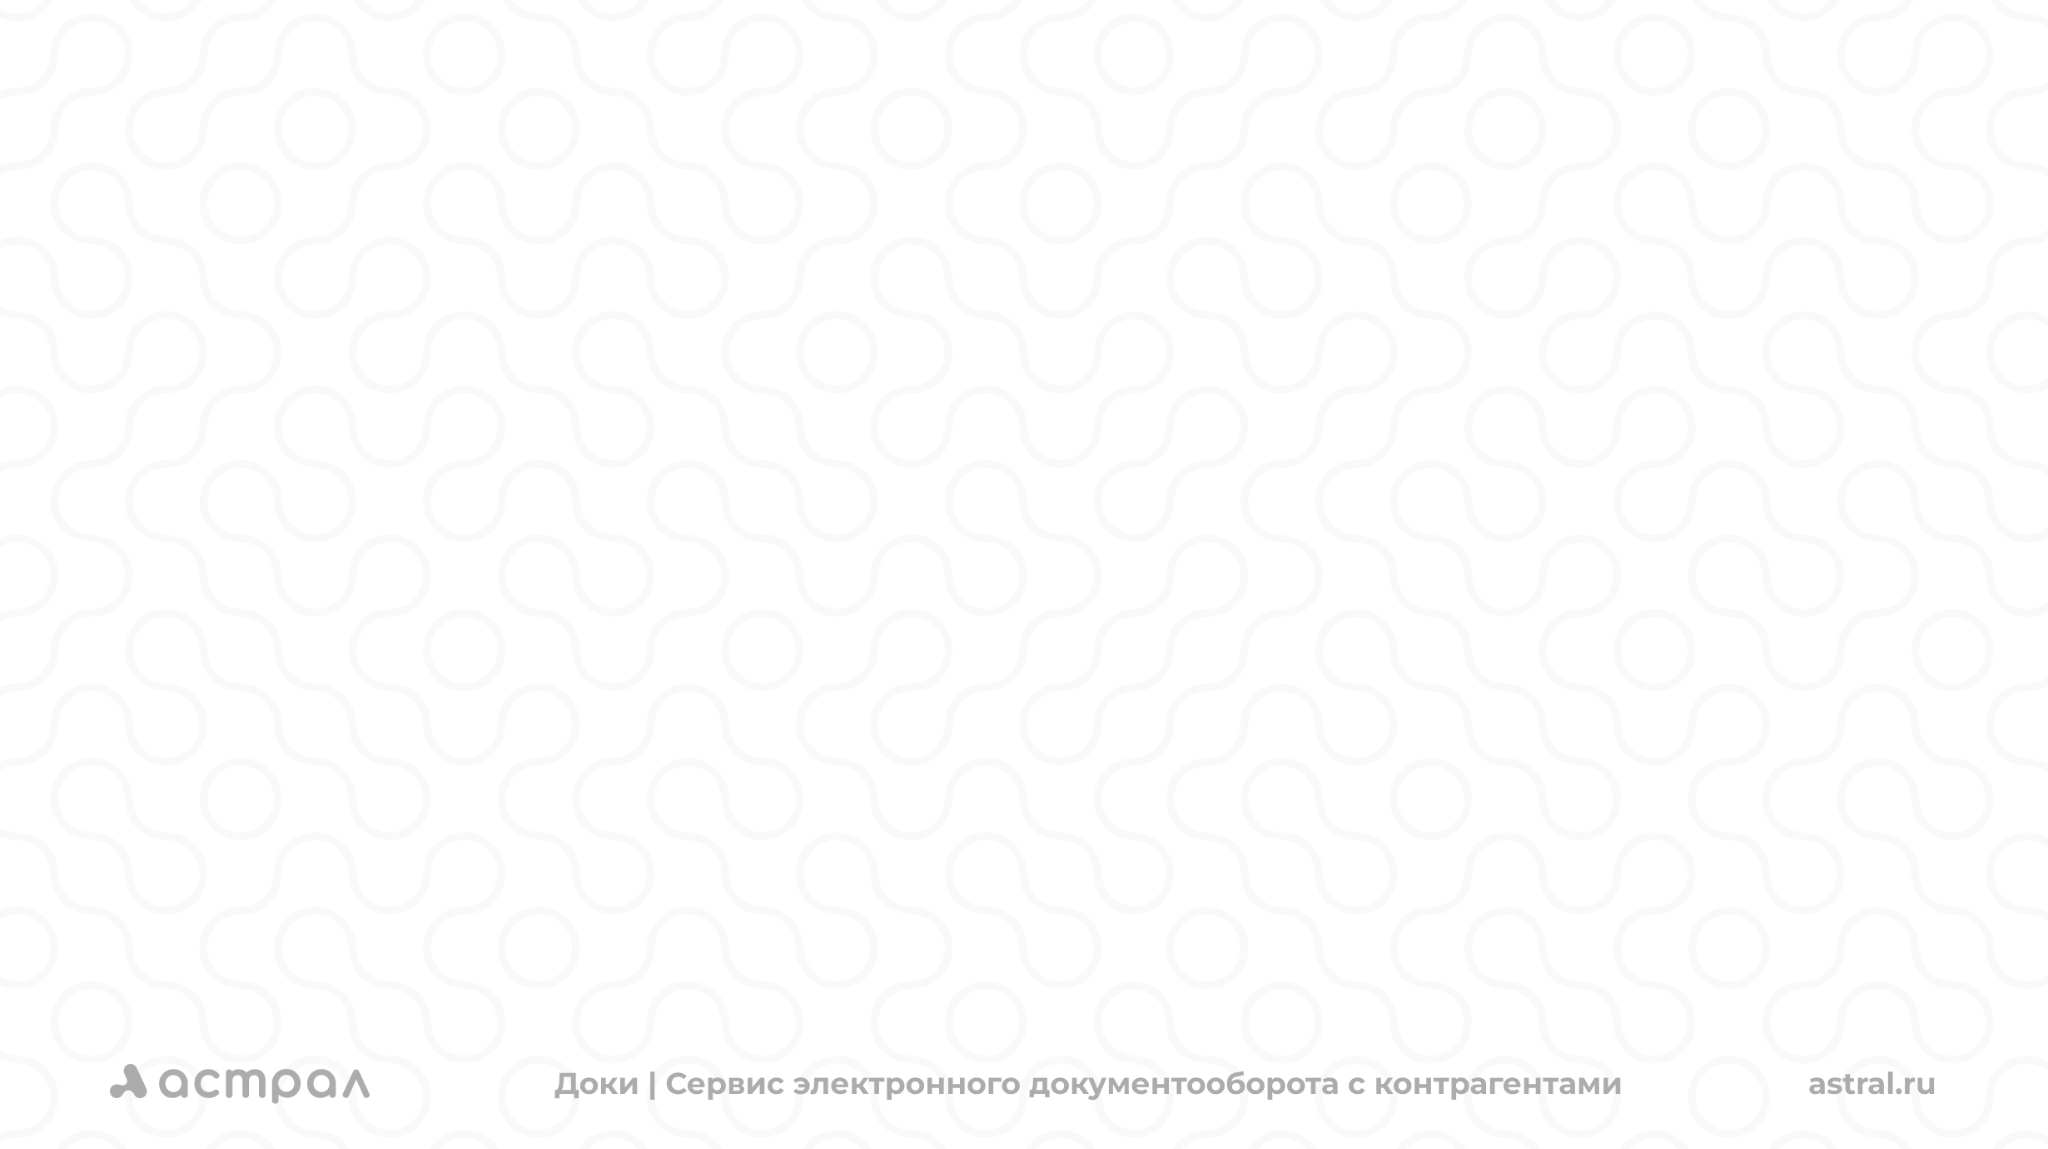 астрал
Доки | Сервис электронного документооборота с контрагентами
astral.ru